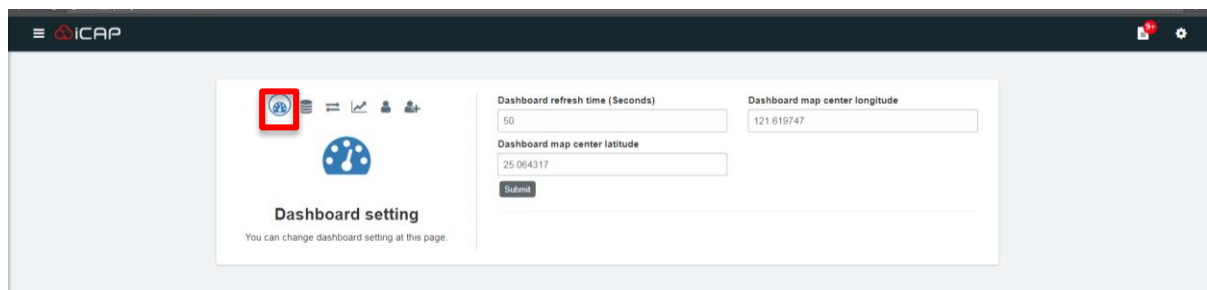 iCAP
9+
Dashboard refresh time (Seconds)
50
Dashboard map center longitude
121.619747
Dashboard map center latitude
25.064317
Submit
Dashboard setting
You can change dashboard setting at this page.